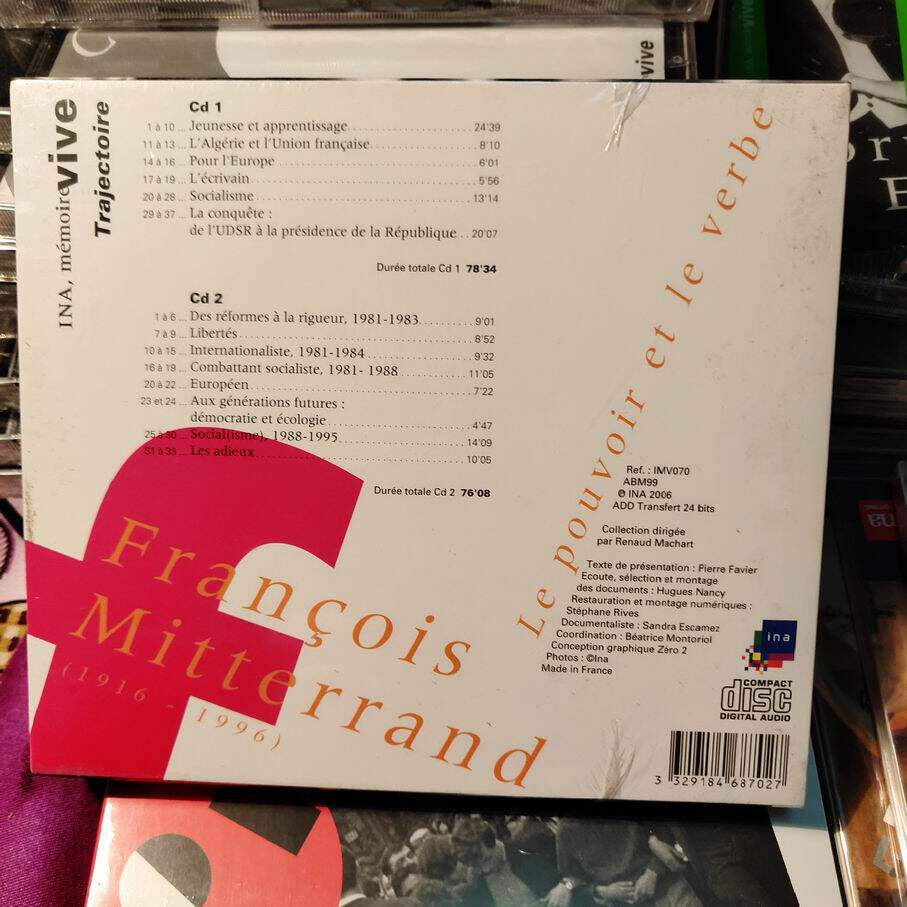 INA, mémoire vive
Trajectoire
Cd 1
1 à 10 ... Jeunesse et apprentissage 24'39
11 à 13 ... L'Algérie et l'Union française 8'10
14 à 16 ... Pour l'Europe 6'01
17 à 19 ... L'écrivain 5'56
20 à 28 ... Socialisme 13'14
29 à 37 ... La conquête :
de l'UDSR à la présidence de la République .. 20'07
Durée totale Cd 1 78'34
Cd 2
1 à 6 ... Des réformes à la rigueur, 1981-1983 9'01
7 à 9 ... Libertés 8'52
10 à 15 ... Internationaliste, 1981-1984 9'32
16 à 19 ... Combattant socialiste, 1981- 1988 11'05
20 à 22 ... Européen 7'22
23 et 24 ... Aux générations futures :
démocratie et écologie 4'47
25 à 30 ... Social(isme), 1988-1995 14'09
31 à 33 ... Les adieux 10'05
Durée totale Cd 2 76'08
Le pouvoir et le verbe
François
Mitterrand
(1916 - 1996)
Ref. : IMV070
ABM99
℗ INA 2006
ADD Transfert 24 bits
Collection dirigée
par Renaud Machart
Texte de présentation : Pierre Favier
Ecoute, sélection et montage
des documents : Hugues Nancy
Restauration et montage numériques :
Stéphane Rives
Documentaliste : Sandra Escamez
Coordination : Béatrice Montoriol
Conception graphique Zéro 2
Photos : ©Ina
Made in France
ina
COMPACT
disc
DIGITAL AUDIO
3 329184 687027
vive
ina